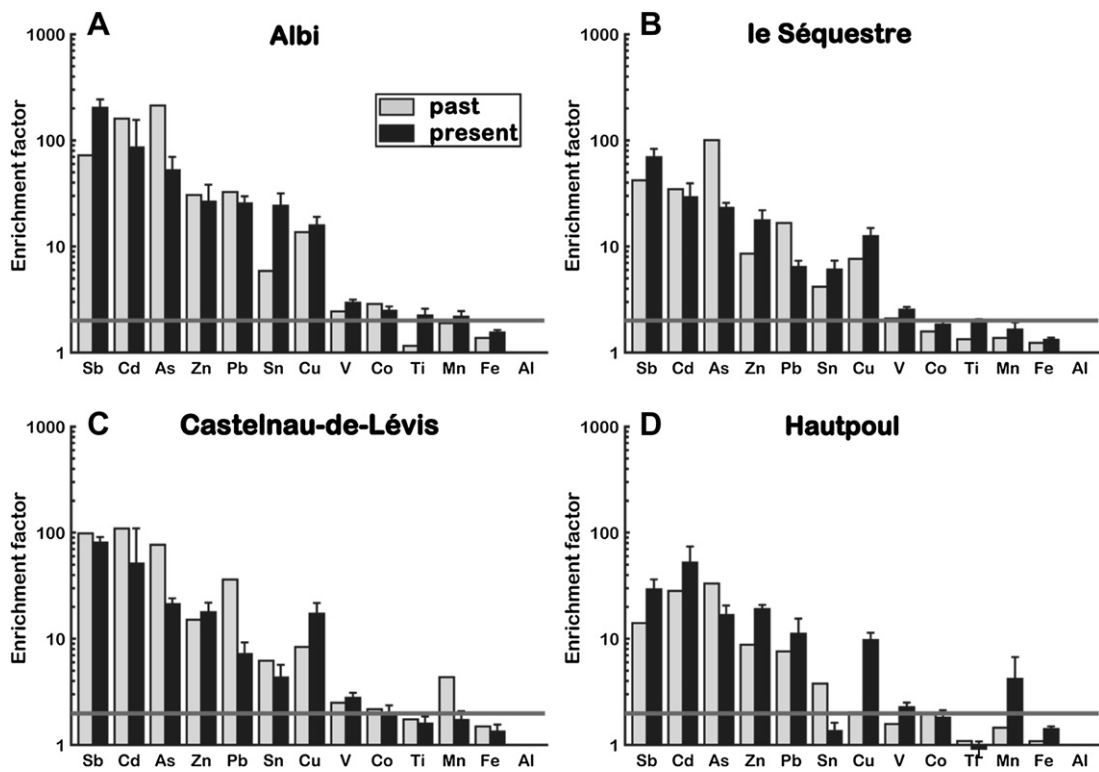 A
Albi
1000
100
10
1
Enrichment factor
past
present
Sb Cd As Zn Pb Sn Cu V Co Ti Mn Fe Al
B
le Séquestre
1000
100
10
1
Enrichment factor
Sb Cd As Zn Pb Sn Cu V Co Ti Mn Fe Al
C
Castelnau-de-Lévis
1000
100
10
1
Enrichment factor
Sb Cd As Zn Pb Sn Cu V Co Ti Mn Fe Al
D
Hautpoul
1000
100
10
1
Enrichment factor
Sb Cd As Zn Pb Sn Cu V Co Ti Mn Fe Al